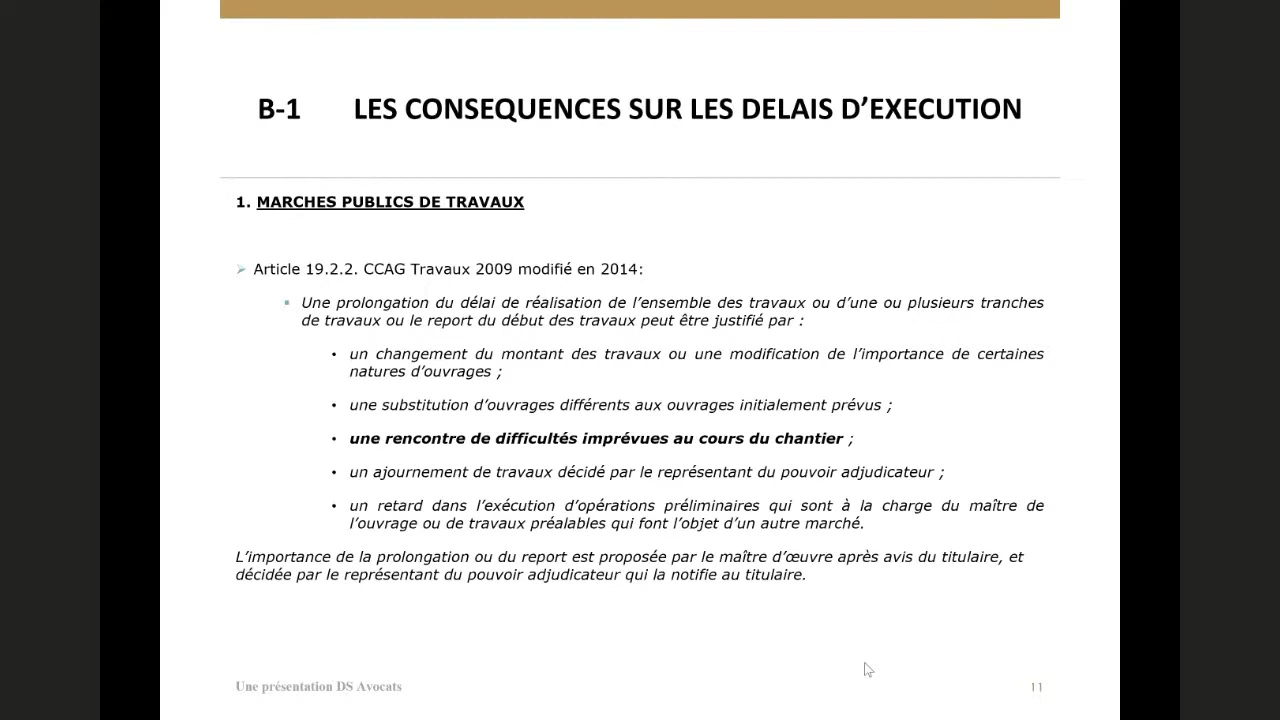 B-1 LES CONSEQUENCES SUR LES DELAIS D’EXECUTION
1. MARCHES PUBLICS DE TRAVAUX
Article 19.2.2. CCAG Travaux 2009 modifié en 2014:
Une prolongation du délai de réalisation de l’ensemble des travaux ou d’une ou plusieurs tranches
de travaux ou le report du début des travaux peut être justifié par :
• un changement du montant des travaux ou une modification de l’importance de certaines
natures d’ouvrages ;
• une substitution d’ouvrages différents aux ouvrages initialement prévus ;
• une rencontre de difficultés imprévues au cours du chantier ;
• un ajournement de travaux décidé par le représentant du pouvoir adjudicateur ;
• un retard dans l’exécution d’opérations préliminaires qui sont à la charge du maître de
l’ouvrage ou de travaux préalables qui font l’objet d’un autre marché.
L’importance de la prolongation ou du report est proposée par le maître d’œuvre après avis du titulaire, et
décidée par le représentant du pouvoir adjudicateur qui la notifie au titulaire.
Une présentation DS Avocats
11